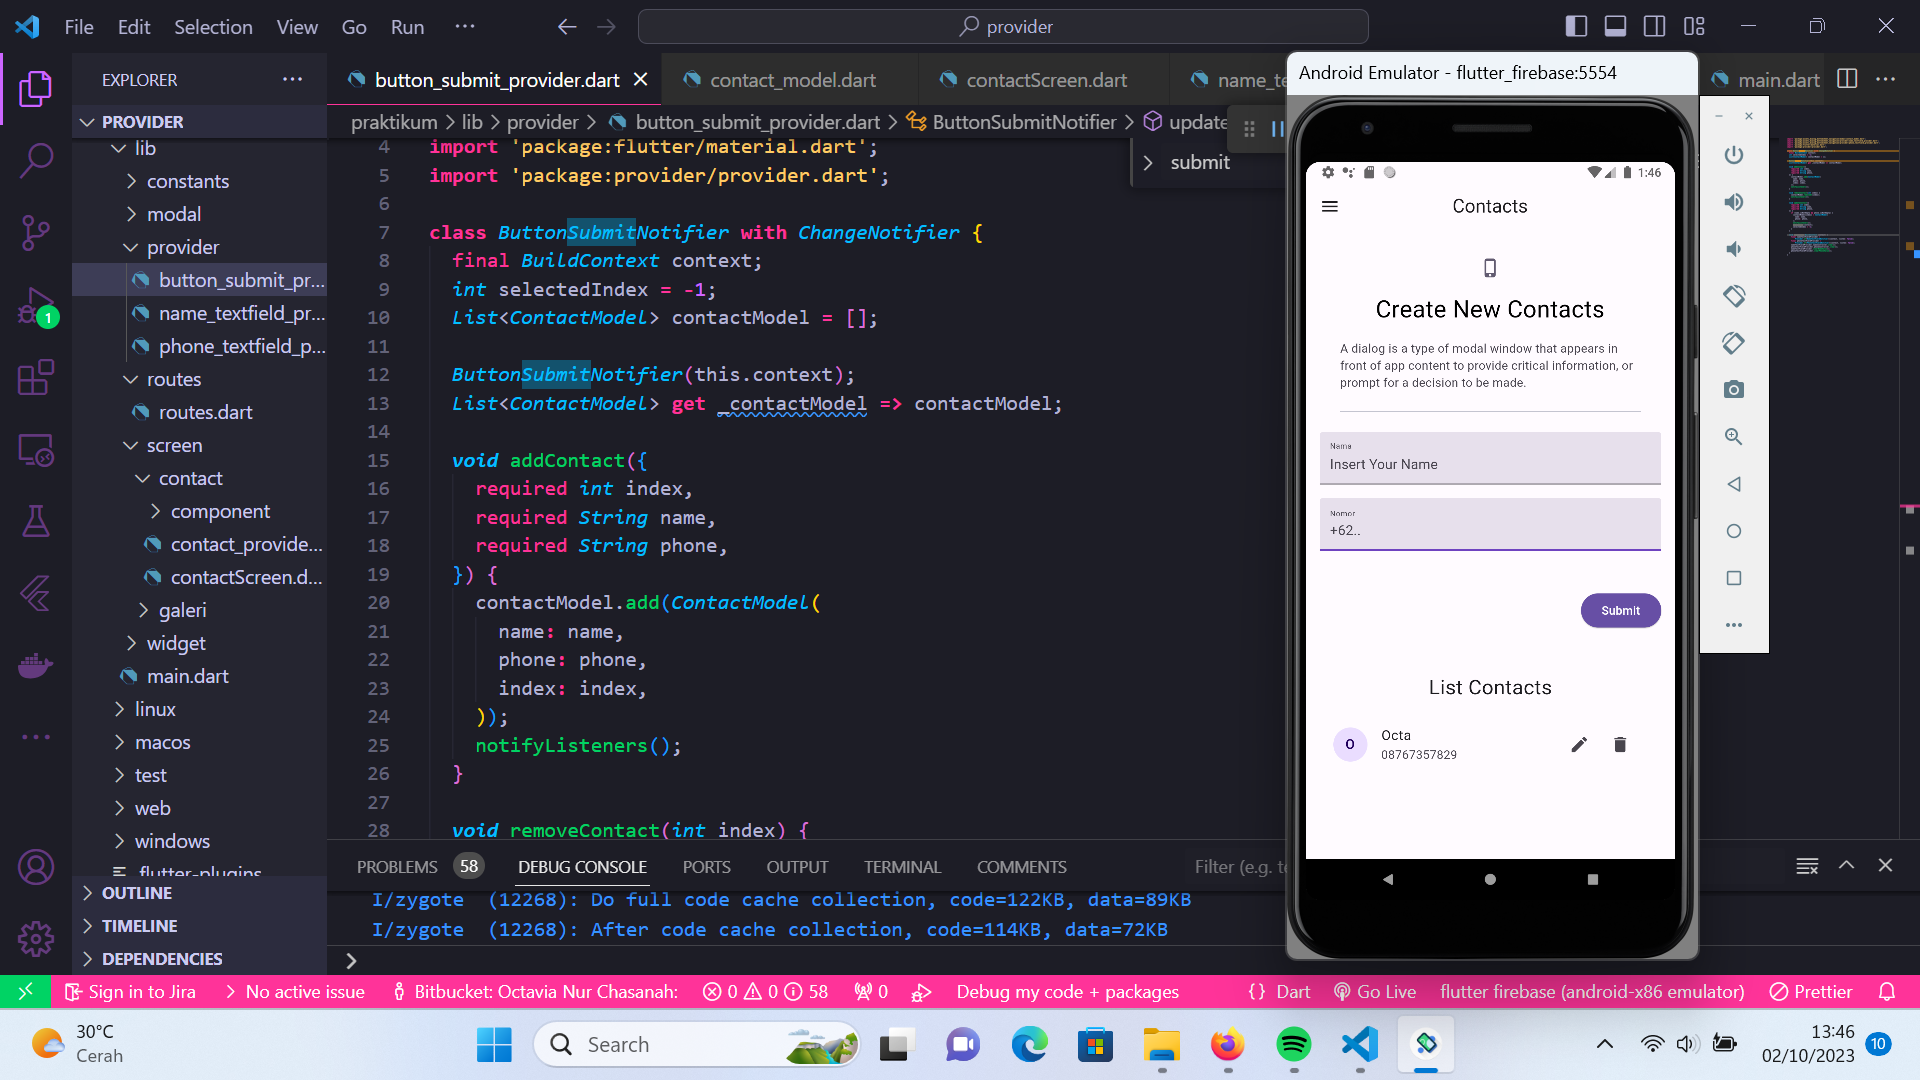 File Edit Selection View Go Run ···
provider
EXPLORER
PROVIDER
lib
constants
modal
provider
button_submit_pr...
name_textfield_pr...
phone_textfield_p...
routes
routes.dart
screen
contact
component
contact_provide...
contactScreen.d...
galeri
widget
main.dart
linux
macos
test
web
windows
OUTLINE
TIMELINE
DEPENDENCIES
1
button_submit_provider.dart
contact_model.dart
contactScreen.dart
name_te
main.dart
praktikum > lib > provider > button_submit_provider.dart > ButtonSubmitNotifier > update
submit
4 import 'package:flutter/material.dart';
5 import 'package:provider/provider.dart';
6
7 class ButtonSubmitNotifier with ChangeNotifier {
8 final BuildContext context;
9 int selectedIndex = -1;
10 List<ContactModel> contactModel = [];
11
12 ButtonSubmitNotifier(this.context);
13 List<ContactModel> get _contactModel => contactModel;
14
15 void addContact({
16 required int index,
17 required String name,
18 required String phone,
19 }) {
20 contactModel.add(ContactModel(
21 name: name,
22 phone: phone,
23 index: index,
24 ));
25 notifyListeners();
26 }
27
28 void removeContact(int index) {
PROBLEMS 58 DEBUG CONSOLE PORTS OUTPUT TERMINAL COMMENTS
Filter (e.g. te
I/zygote (12268): Do full code cache collection, code=122KB, data=89KB
I/zygote (12268): After code cache collection, code=114KB, data=72KB
>
Android Emulator - flutter_firebase:5554
1:46
Contacts
Create New Contacts
A dialog is a type of modal window that appears in
front of app content to provide critical information, or
prompt for a decision to be made.
Name
Insert Your Name
Nomor
+62..
Submit
List Contacts
O
Octa
08767357829
Sign in to Jira
No active issue
Bitbucket: Octavia Nur Chasanah:
0 0 58
0
Debug my code + packages
{} Dart
Go Live
flutter firebase (android-x86 emulator)
Prettier
30°C
Cerah
Search
13:46
02/10/2023
10